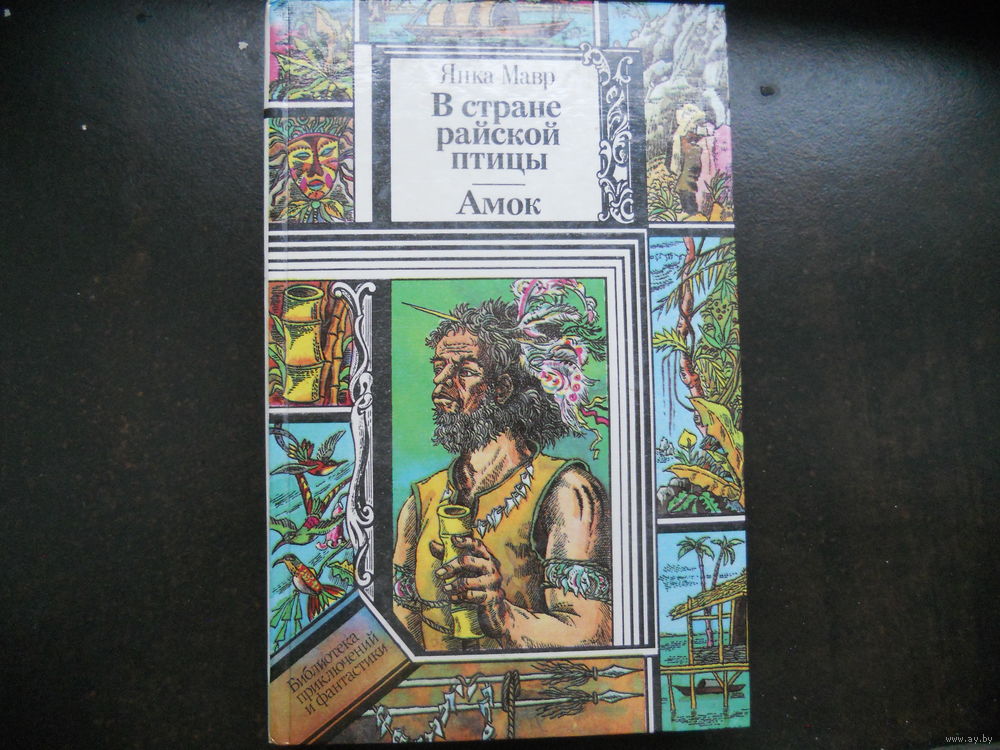 Янка Мавр
В стране
райской
птицы
Амок
Библиотека
приключений
и фантастики
www.ay.by